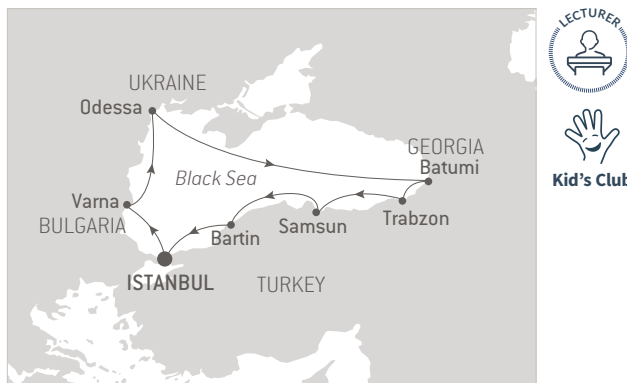 LECTURER
UKRAINE
Odessa
GEORGIA
Batumi
Black Sea
Kid's Club
Varna
BULGARIA
Trabzon
Samsun
Bartin
ISTANBUL
TURKEY